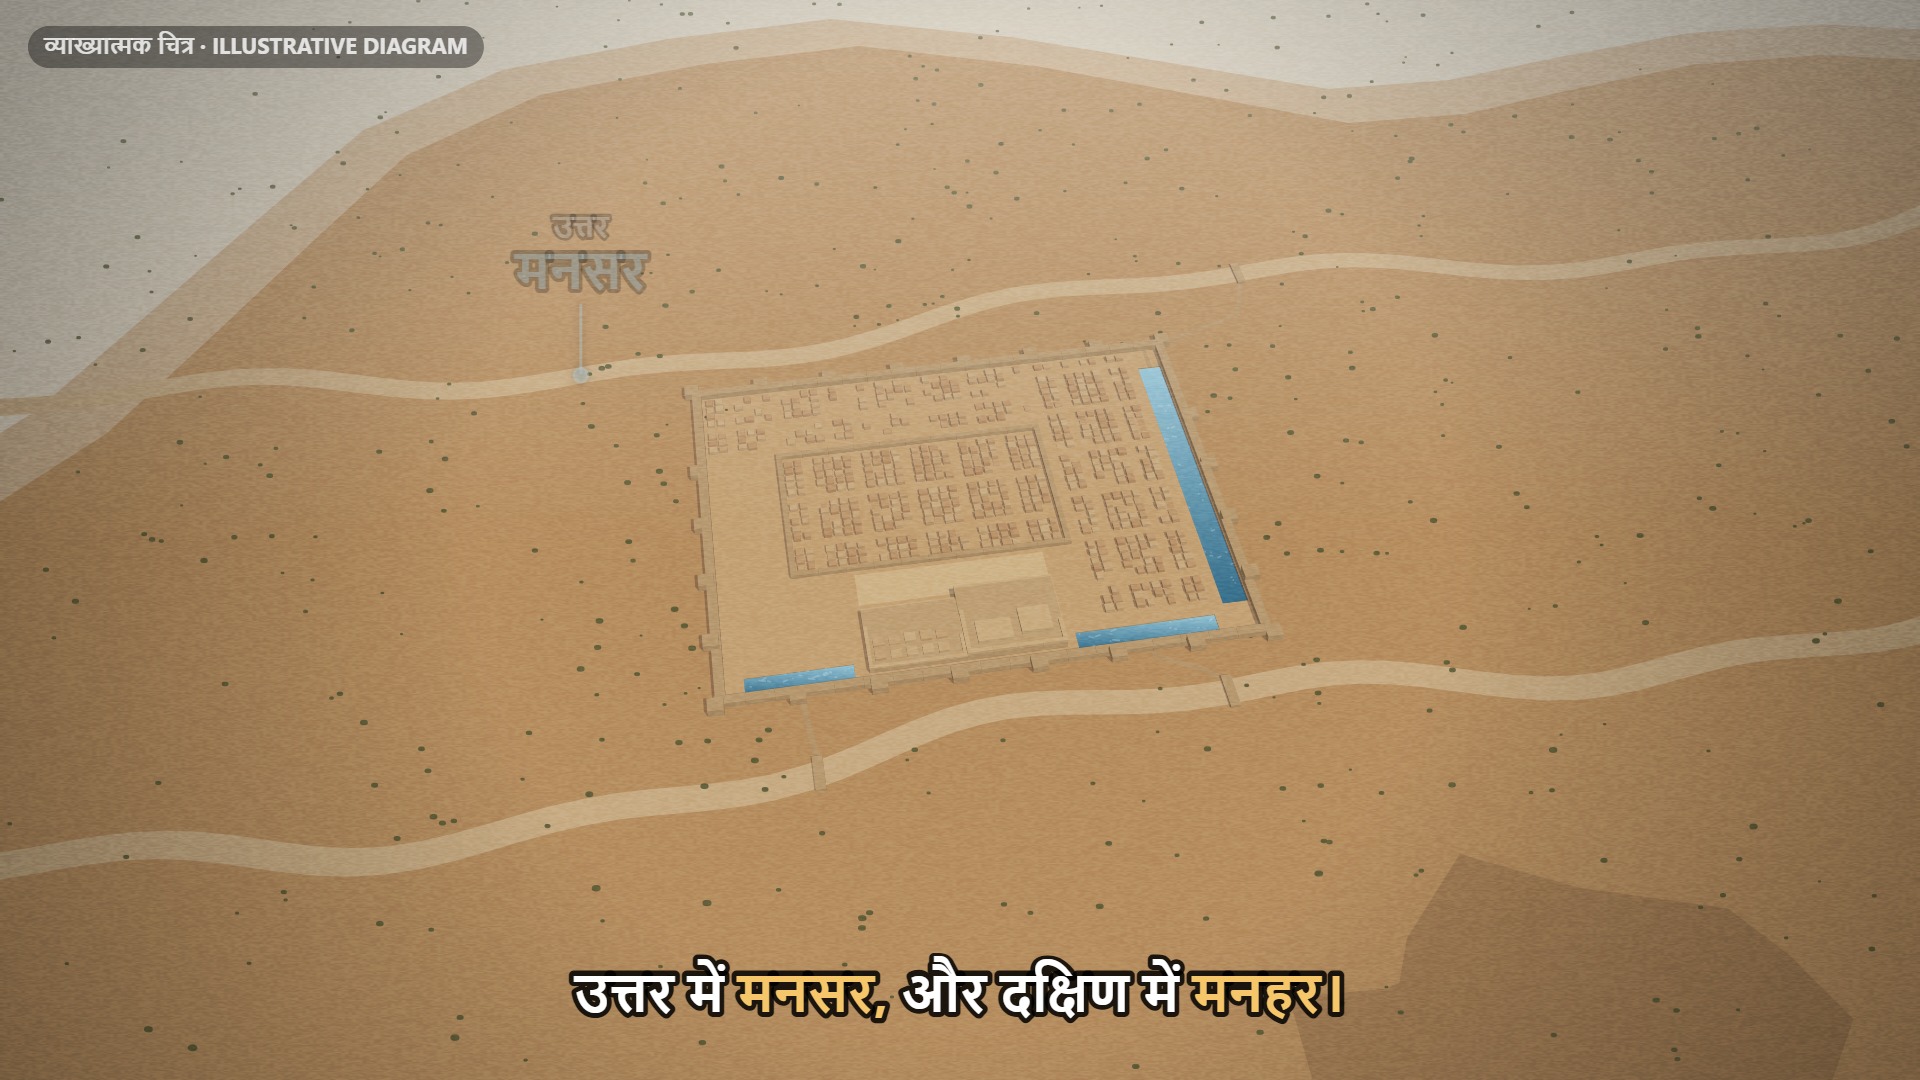 व्याख्यात्मक चित्र · ILLUSTRATIVE DIAGRAM
उत्तर
मनसर
उत्तर में मनसर, और दक्षिण में मनहर।